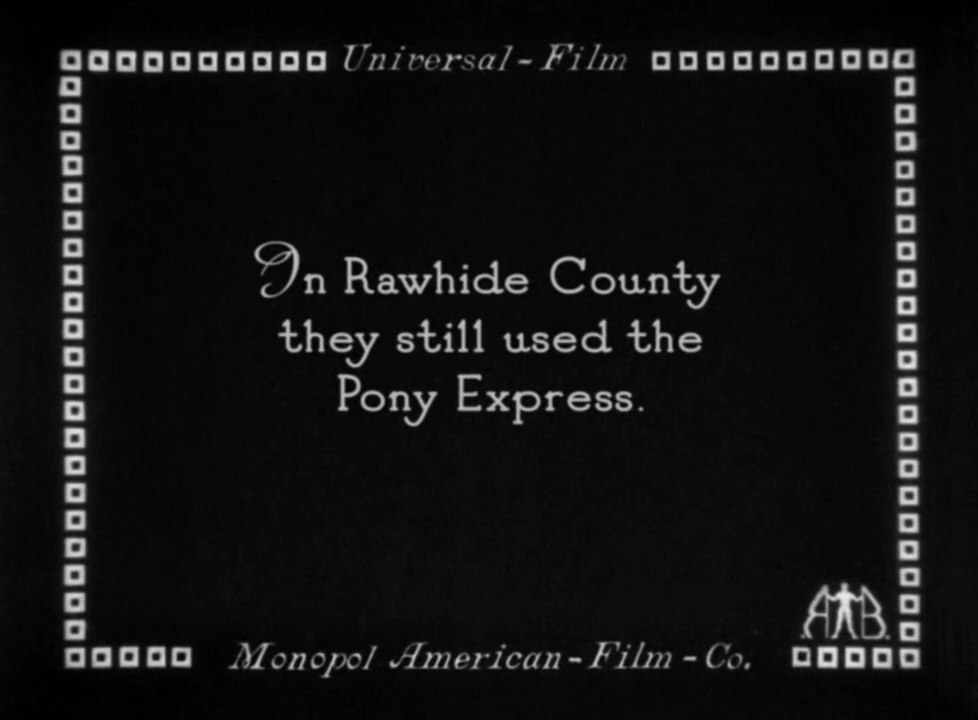 Universal-Film
In Rawhide County
they still used the
Pony Express.
A B.
Monopol American-Film-Co.